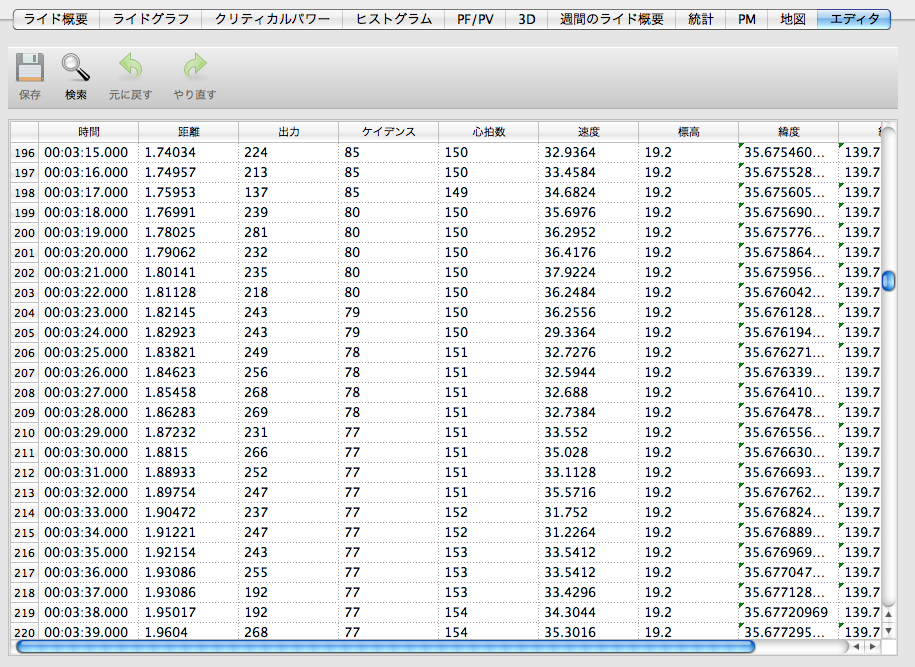 ライド概要 ライドグラフ クリティカルパワー ヒストグラム PF/PV 3D 週間のライド概要 統計 PM 地図 エディタ
保存 検索 元に戻す やり直す
時間 距離 出力 ケイデンス 心拍数 速度 標高 緯度
196 00:03:15.000 1.74034 224 85 150 32.9364 19.2 35.675460... 139.7
197 00:03:16.000 1.74957 213 85 150 33.4584 19.2 35.675528... 139.7
198 00:03:17.000 1.75953 137 85 149 34.6824 19.2 35.675605... 139.7
199 00:03:18.000 1.76991 239 80 150 35.6976 19.2 35.675690... 139.7
200 00:03:19.000 1.78025 281 80 150 36.2952 19.2 35.675776... 139.7
201 00:03:20.000 1.79062 232 80 150 36.4176 19.2 35.675864... 139.7
202 00:03:21.000 1.80141 235 80 150 37.9224 19.2 35.675956... 139.7
203 00:03:22.000 1.81128 218 80 150 36.2484 19.2 35.676042... 139.7
204 00:03:23.000 1.82145 243 79 150 36.2556 19.2 35.676128... 139.7
205 00:03:24.000 1.82923 243 79 150 29.3364 19.2 35.676194... 139.7
206 00:03:25.000 1.83821 249 78 151 32.7276 19.2 35.676271... 139.7
207 00:03:26.000 1.84623 256 78 151 32.5944 19.2 35.676339... 139.7
208 00:03:27.000 1.85458 268 78 151 32.688 19.2 35.676410... 139.7
209 00:03:28.000 1.86283 269 78 151 32.7384 19.2 35.676478... 139.7
210 00:03:29.000 1.87232 231 77 151 33.552 19.2 35.676556... 139.7
211 00:03:30.000 1.8815 266 77 151 35.028 19.2 35.676630... 139.7
212 00:03:31.000 1.88933 252 77 151 33.1128 19.2 35.676693... 139.7
213 00:03:32.000 1.89754 247 77 151 35.5716 19.2 35.676762... 139.7
214 00:03:33.000 1.90472 237 77 152 31.752 19.2 35.676824... 139.7
215 00:03:34.000 1.91221 247 77 152 31.2264 19.2 35.676889... 139.7
216 00:03:35.000 1.92154 243 77 153 33.5412 19.2 35.676969... 139.7
217 00:03:36.000 1.93086 255 77 153 33.5412 19.2 35.677047... 139.7
218 00:03:37.000 1.93086 192 77 153 33.4296 19.2 35.677128... 139.7
219 00:03:38.000 1.95017 192 77 154 34.3044 19.2 35.67720969 139.7
220 00:03:39.000 1.9604 268 77 154 35.3016 19.2 35.677295... 139.7